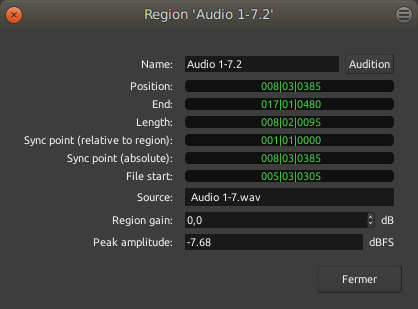 Region 'Audio 1-7.2'
Name: Audio 1-7.2 Audition
Position: 008|03|0385
End: 017|01|0480
Length: 008|02|0095
Sync point (relative to region): 001|01|0000
Sync point (absolute): 008|03|0385
File start: 005|03|0305
Source: Audio 1-7.wav
Region gain: 0,0 dB
Peak amplitude: -7.68 dBFS
Fermer